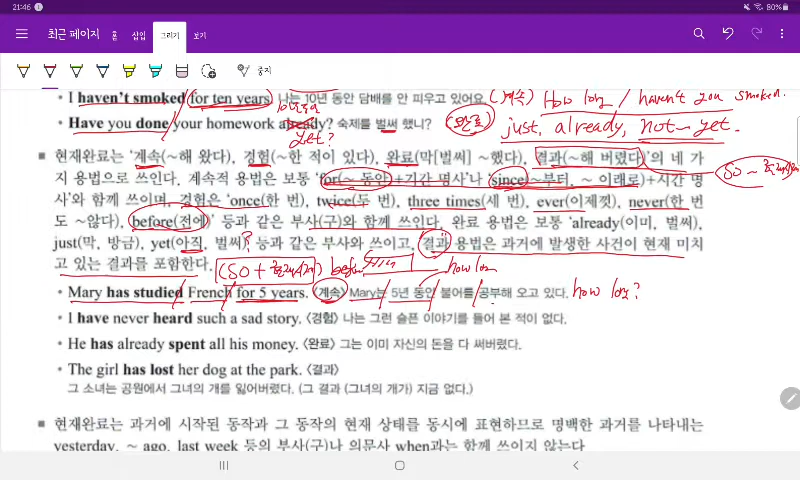 21:46
80%
최근 페이지 홈 삽입 그리기 보기
중지
• I haven't smoked for ten years. 나는 10년 동안 담배를 안 피우고 있어요. (계속) How long / haven't you smoked.
• Have you done your homework already? 숙제를 벌써 했니? (완료) just, already, not~yet.
yet?
■ 현재완료는 '계속(~해 왔다), 경험(~한 적이 있다), 완료(막[벌써] ~했다), 결과(~해 버렸다)'의 네 가
지 용법으로 쓰인다. 계속적 용법은 보통 'for(~ 동안)+기간 명사'나 'since(~부터, ~ 이래로)+시간 명
사'와 함께 쓰이며, 경험은 'once(한 번), twice(두 번), three times(세 번), ever(이제껏), never(한 번
도 ~않다), before(전에)' 등과 같은 부사(구)와 함께 쓰인다. 완료 용법은 보통 'already(이미, 벌써),
just(막, 방금), yet(아직, 벌써)' 등과 같은 부사와 쓰이고, 결과 용법은 과거에 발생한 사건이 현재 미치
고 있는 결과를 포함한다. how long
• Mary has studied French for 5 years. 〈계속〉 Mary는 5년 동안 불어를 공부해 오고 있다. how long?
• I have never heard such a sad story. 〈경험〉 나는 그런 슬픈 이야기를 들어 본 적이 없다.
• He has already spent all his money. 〈완료〉 그는 이미 자신의 돈을 다 써버렸다.
• The girl has lost her dog at the park. 〈결과〉
그 소녀는 공원에서 그녀의 개를 잃어버렸다. (그 결과 (그녀의 개가) 지금 없다.)
■ 현재완료는 과거에 시작된 동작과 그 동작의 현재 상태를 동시에 표현하므로 명백한 과거를 나타내는
yesterday, ~ ago, last week 등의 부사(구)나 의문사 when과는 함께 쓰이지 않는다